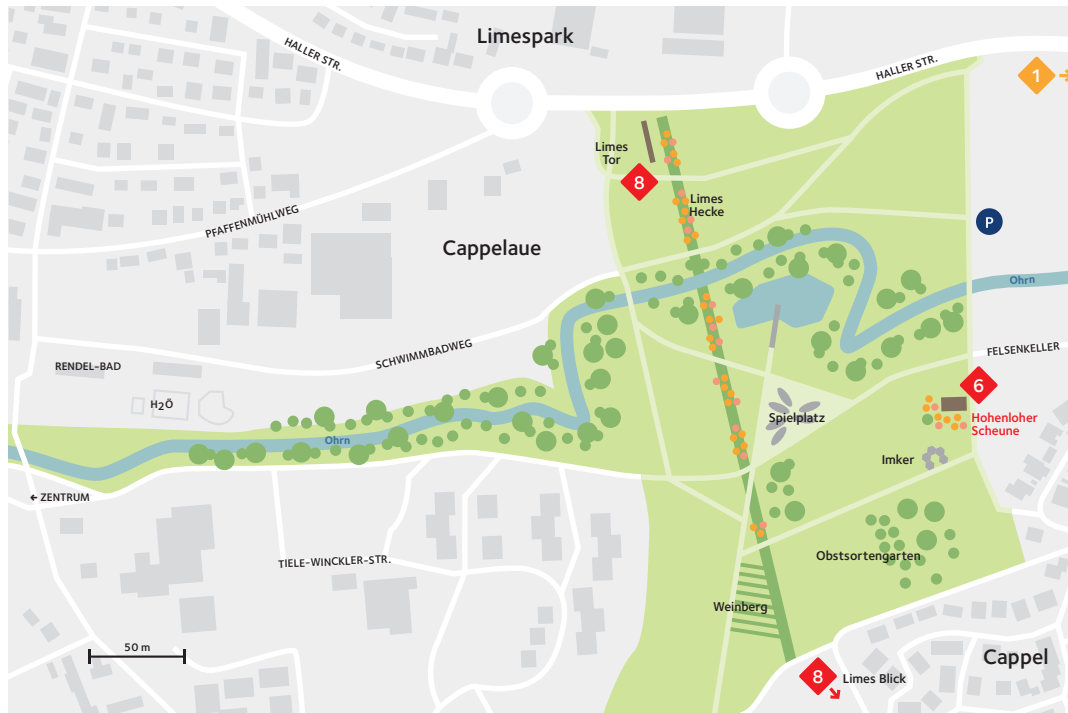 Limespark
HALLER STR.
HALLER STR.
1
Limes
Tor
8
Limes
Hecke
P
PFAFFENMÜHLWEG
Cappelaue
Ohrn
SCHWIMMBADWEG
FELSENKELLER
RENDEL-BAD
6
H2Ö
Spielplatz
Hohenloher
Scheune
Ohrn
Imker
← ZENTRUM
Obstsortengarten
TIELE-WINCKLER-STR.
Weinberg
50 m
Cappel
8
Limes Blick